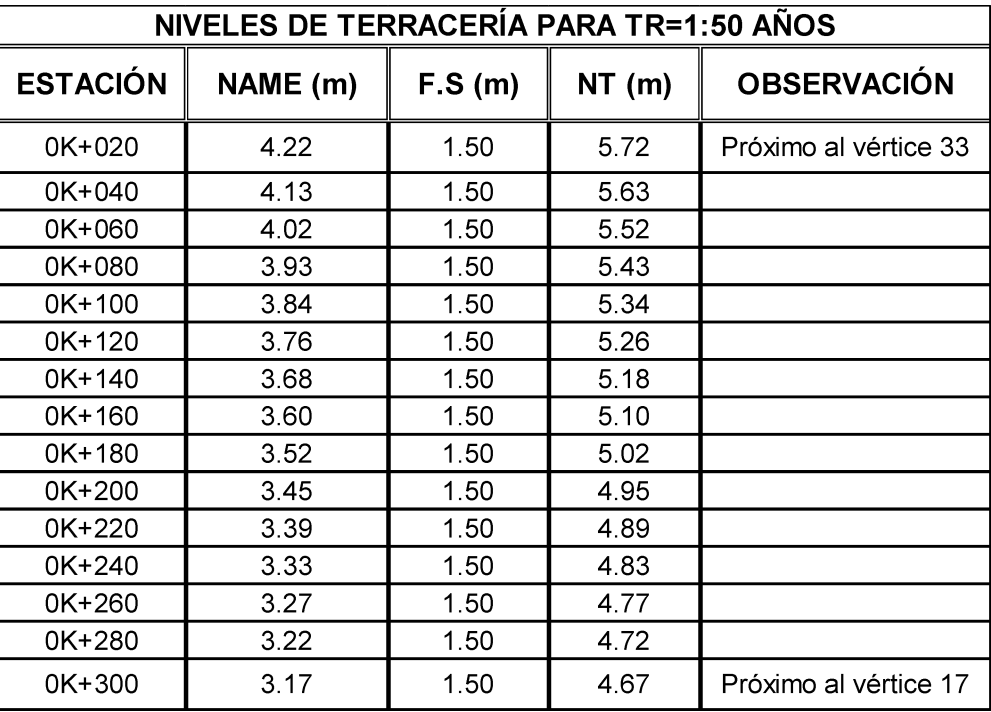 NIVELES DE TERRACERÍA PARA TR=1:50 AÑOS
ESTACIÓN NAME (m) F.S (m) NT (m) OBSERVACIÓN
0K+020 4.22 1.50 5.72 Próximo al vértice 33
0K+040 4.13 1.50 5.63
0K+060 4.02 1.50 5.52
0K+080 3.93 1.50 5.43
0K+100 3.84 1.50 5.34
0K+120 3.76 1.50 5.26
0K+140 3.68 1.50 5.18
0K+160 3.60 1.50 5.10
0K+180 3.52 1.50 5.02
0K+200 3.45 1.50 4.95
0K+220 3.39 1.50 4.89
0K+240 3.33 1.50 4.83
0K+260 3.27 1.50 4.77
0K+280 3.22 1.50 4.72
0K+300 3.17 1.50 4.67 Próximo al vértice 17